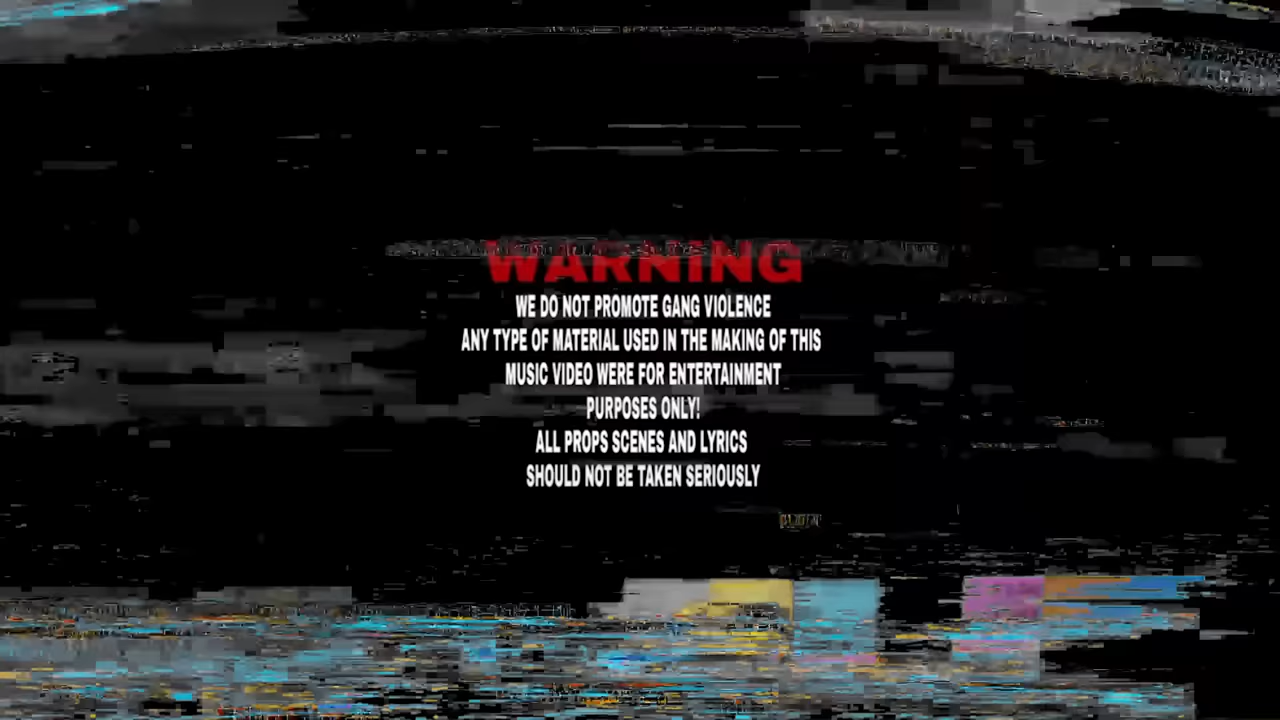 WARNING
WE DO NOT PROMOTE GANG VIOLENCE
ANY TYPE OF MATERIAL USED IN THE MAKING OF THIS
MUSIC VIDEO WERE FOR ENTERTAINMENT
PURPOSES ONLY!
ALL PROPS SCENES AND LYRICS
SHOULD NOT BE TAKEN SERIOUSLY